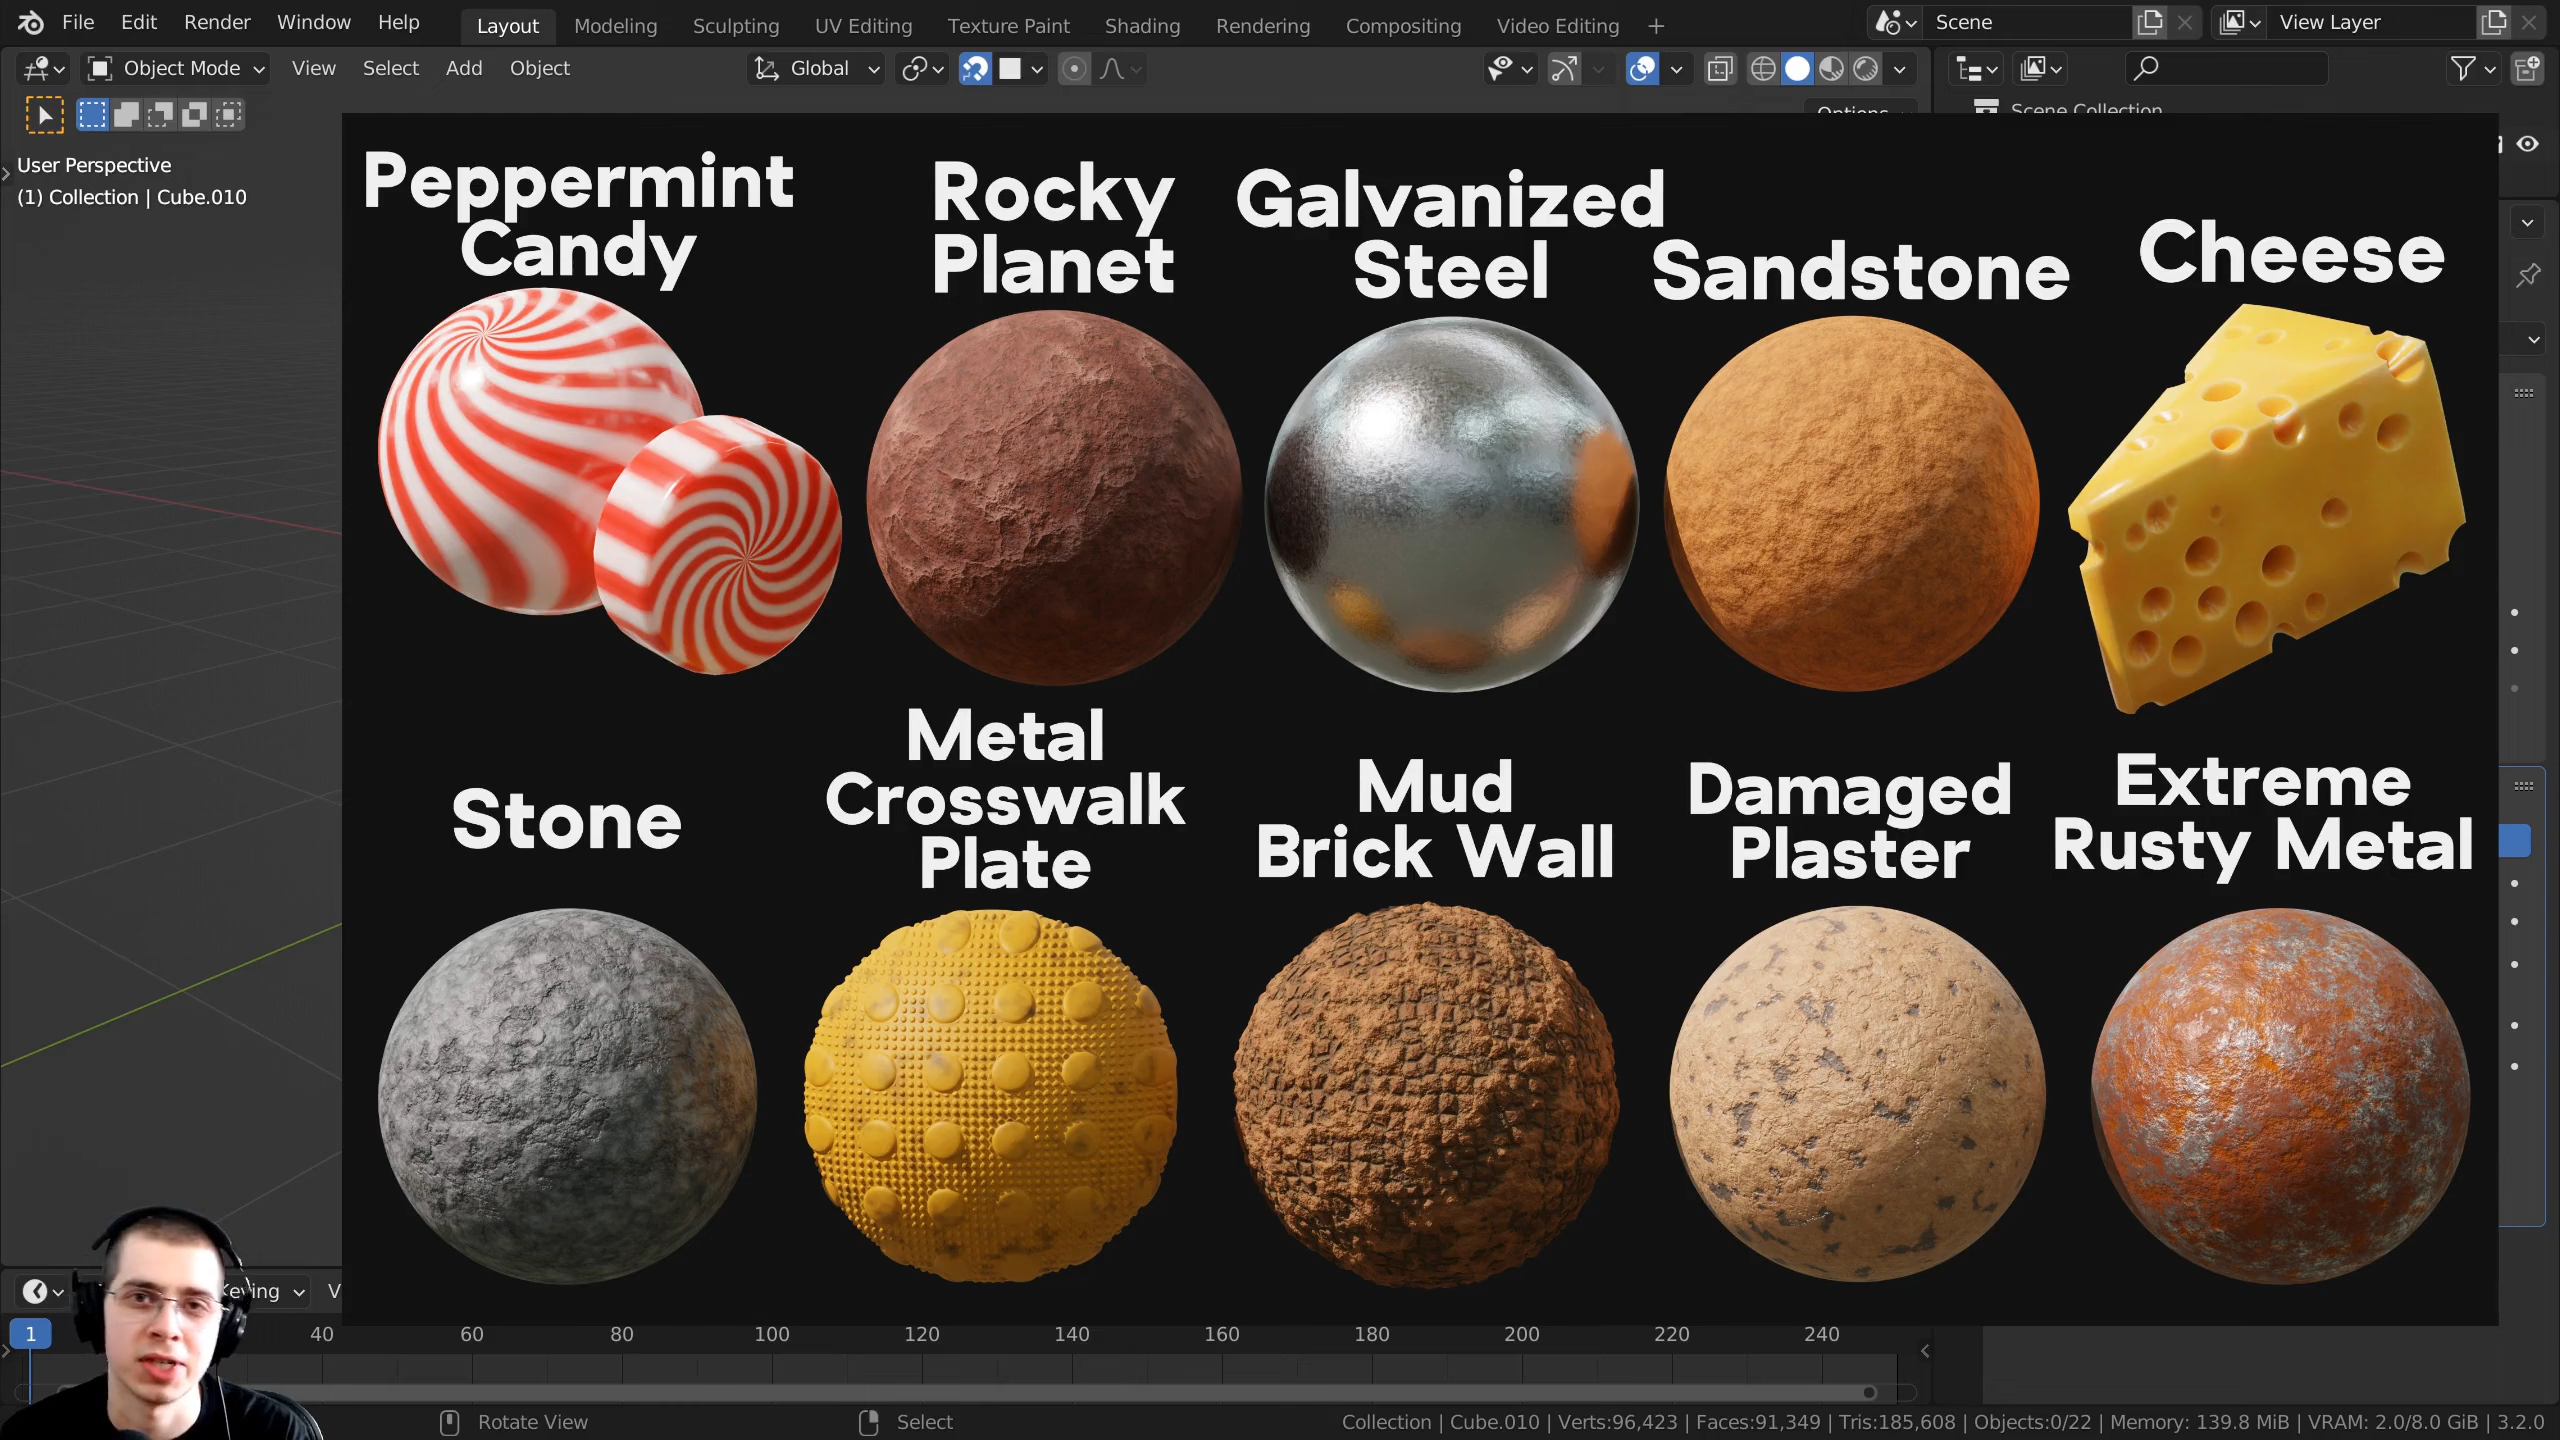 File Edit Render Window Help Layout Modeling Sculpting UV Editing Texture Paint Shading Rendering Compositing Video Editing + Scene View Layer
Object Mode View Select Add Object Global
Options
Scene Collection
User Perspective
(1) Collection | Cube.010
Peppermint
Candy
Rocky
Planet
Galvanized
Steel
Sandstone
Cheese
Stone
Metal
Crosswalk
Plate
Mud
Brick Wall
Damaged
Plaster
Extreme
Rusty Metal
Keying V
1 40 60 80 100 120 140 160 180 200 220 240
Rotate View Select Collection | Cube.010 | Verts:96,423 | Faces:91,349 | Tris:185,608 | Objects:0/22 | Memory: 139.8 MiB | VRAM: 2.0/8.0 GiB | 3.2.0